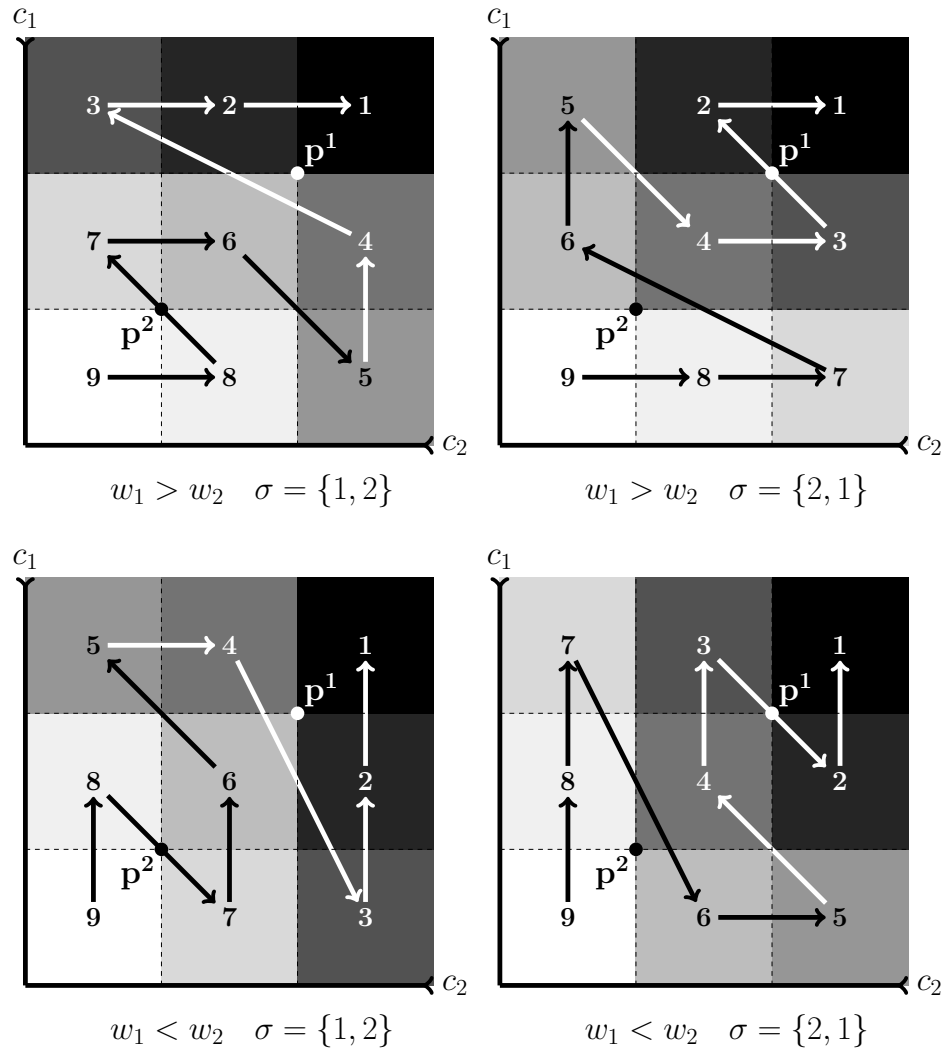 c₁ c₁
3 2 1 5 2 1
p¹ p¹
7 6 4 6 4 3
p² p²
9 8 5 9 8 7
c₂ c₂
w₁ > w₂ σ = {1, 2} w₁ > w₂ σ = {2, 1}
c₁ c₁
5 4 1 7 3 1
p¹ p¹
8 6 2 8 4 2
p² p²
9 7 3 9 6 5
c₂ c₂
w₁ < w₂ σ = {1, 2} w₁ < w₂ σ = {2, 1}